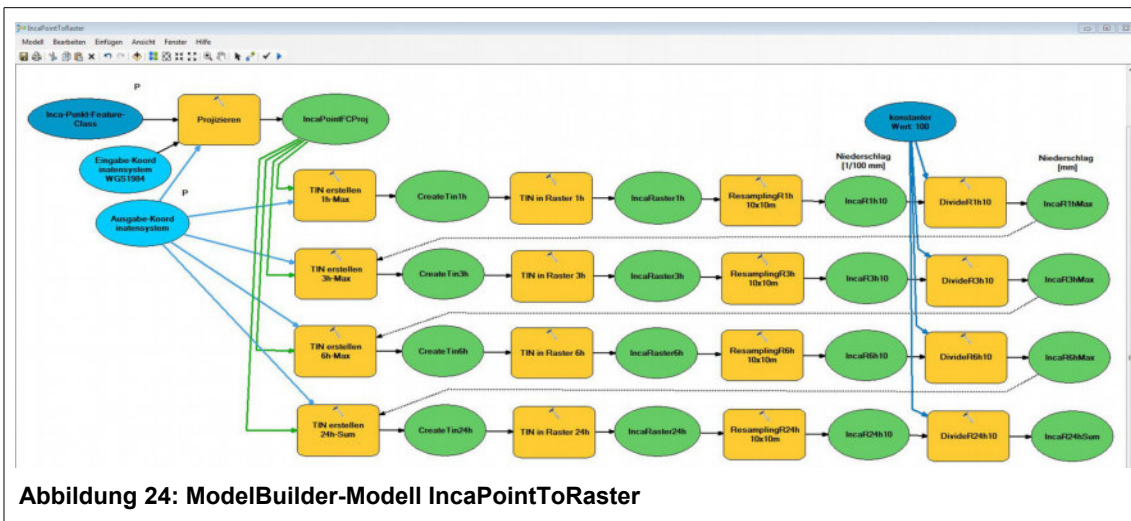 IncaPointToRaster
Modell Bearbeiten Einfügen Ansicht Fenster Hilfe
P
Inca-Punkt-Feature-
Class
Projizieren
IncaPointFCProj
konstanter
Wert: 100
Eingabe-Koord
inatensystem
WGS1984
P
Ausgabe-Koord
inatensystem
Niederschlag
[1/100 mm]
Niederschlag
[mm]
TIN erstellen
1h-Max
CreateTin1h
TIN in Raster 1h
IncaRaster1h
ResamplingR1h
10x10m
IncaR1h10
DivideR1h10
IncaR1hMax
TIN erstellen
3h-Max
CreateTin3h
TIN in Raster 3h
IncaRaster3h
ResamplingR3h
10x10m
IncaR3h10
DivideR3h10
IncaR3hMax
TIN erstellen
6h-Max
CreateTin6h
TIN in Raster 6h
IncaRaster6h
ResamplingR6h
10x10m
IncaR6h10
DivideR6h10
IncaR6hMax
TIN erstellen
24h-Sum
CreateTin24h
TIN in Raster 24h
IncaRaster24h
ResamplingR24h
10x10m
IncaR24h10
DivideR24h10
IncaR24hSum
Abbildung 24: ModelBuilder-Modell IncaPointToRaster